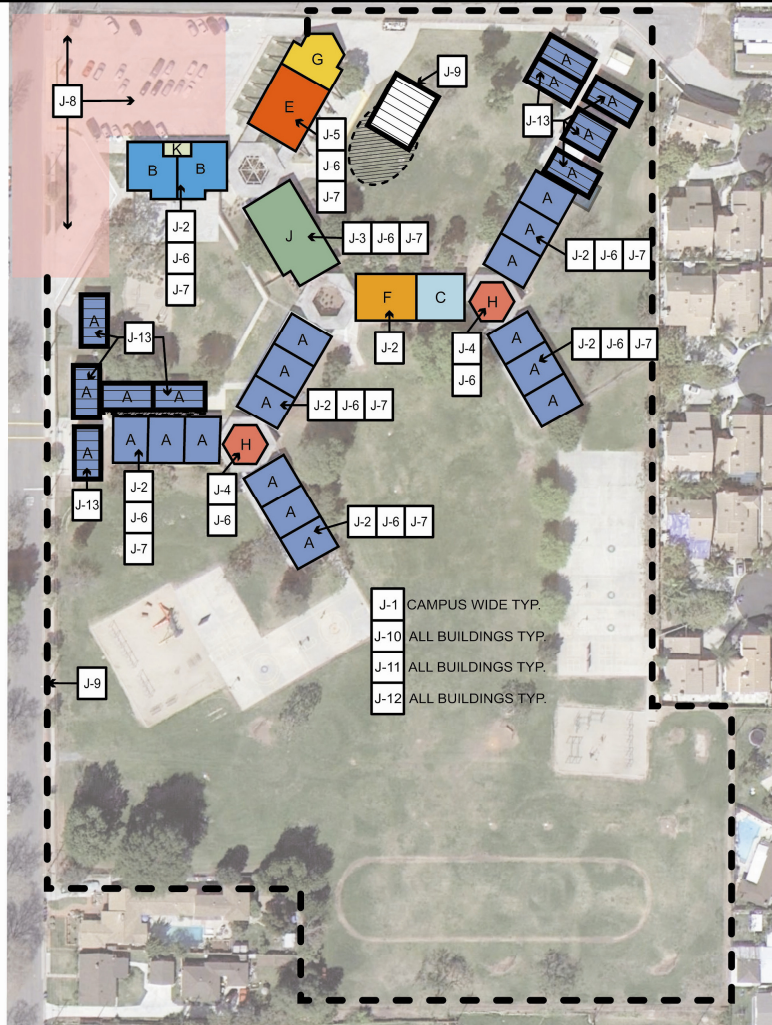 G
J-9
A
A
A
J-8
E
J-13
A
J-5
K
B
B
J-6
A
J-7
A
J-2
J-6
J-7
J
J-3 J-6 J-7
A
J-2 J-6 J-7
A
F
C
H
A
J-13
A
J-2
J-4
J-6
A
J-2 J-6 J-7
A
A
A
A
A
A
A
J-2 J-6 J-7
A
A
A
A
H
A
J-13
J-2
J-6
J-7
J-4
J-6
A
A
A
J-2 J-6 J-7
J-1 CAMPUS WIDE TYP.
J-10 ALL BUILDINGS TYP.
J-11 ALL BUILDINGS TYP.
J-12 ALL BUILDINGS TYP.
J-9